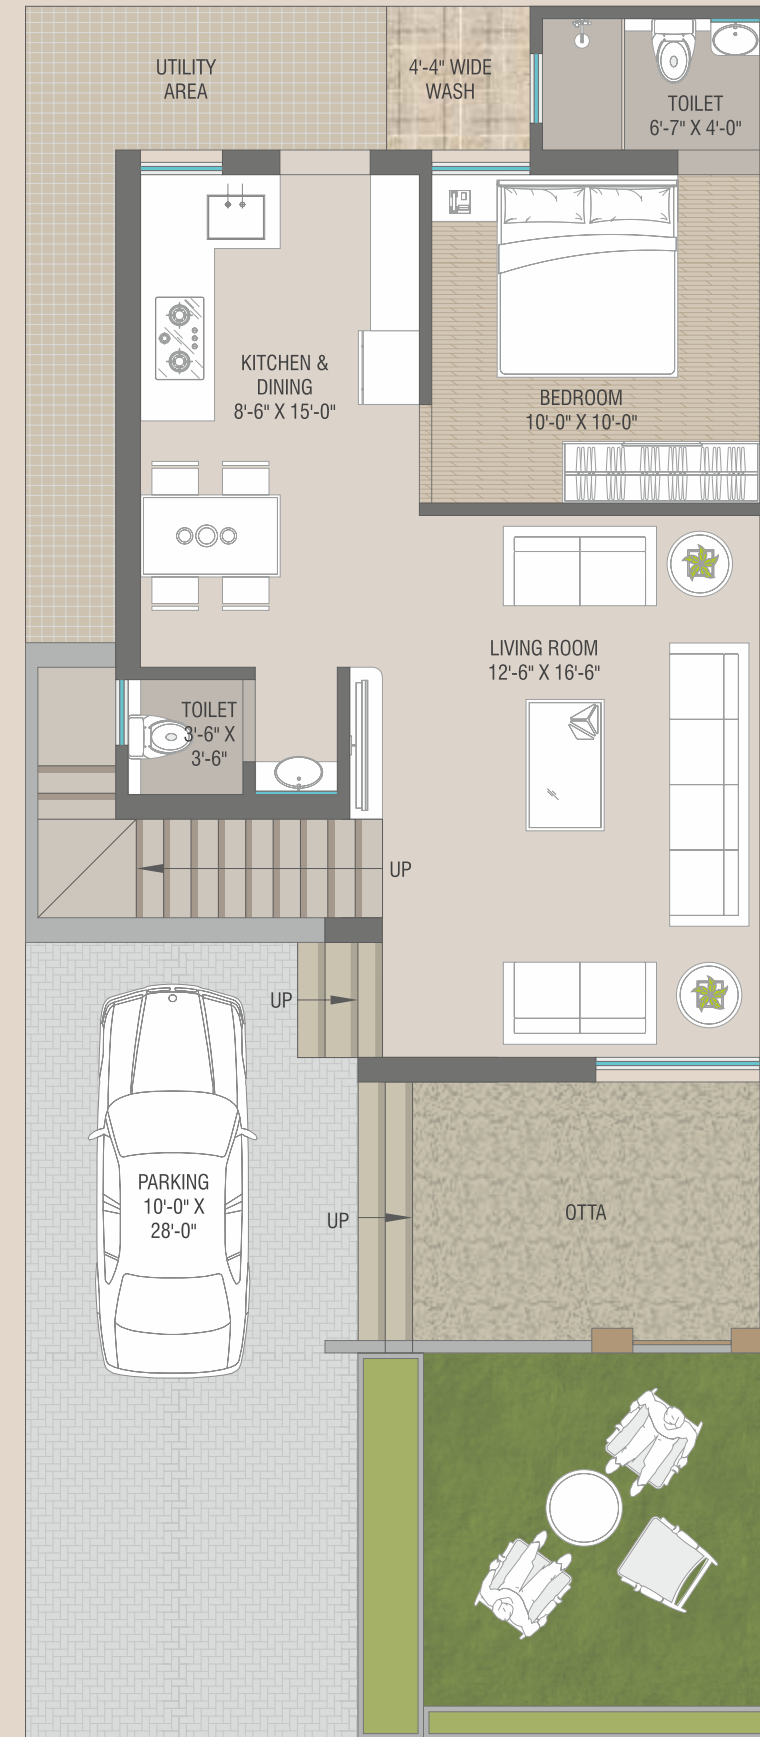 UTILITY
AREA
4'-4" WIDE
WASH
TOILET
6'-7" X 4'-0"
KITCHEN &
DINING
8'-6" X 15'-0"
BEDROOM
10'-0" X 10'-0"
LIVING ROOM
12'-6" X 16'-6"
TOILET
3'-6" X
3'-6"
UP
UP
PARKING
10'-0" X
28'-0"
UP
OTTA